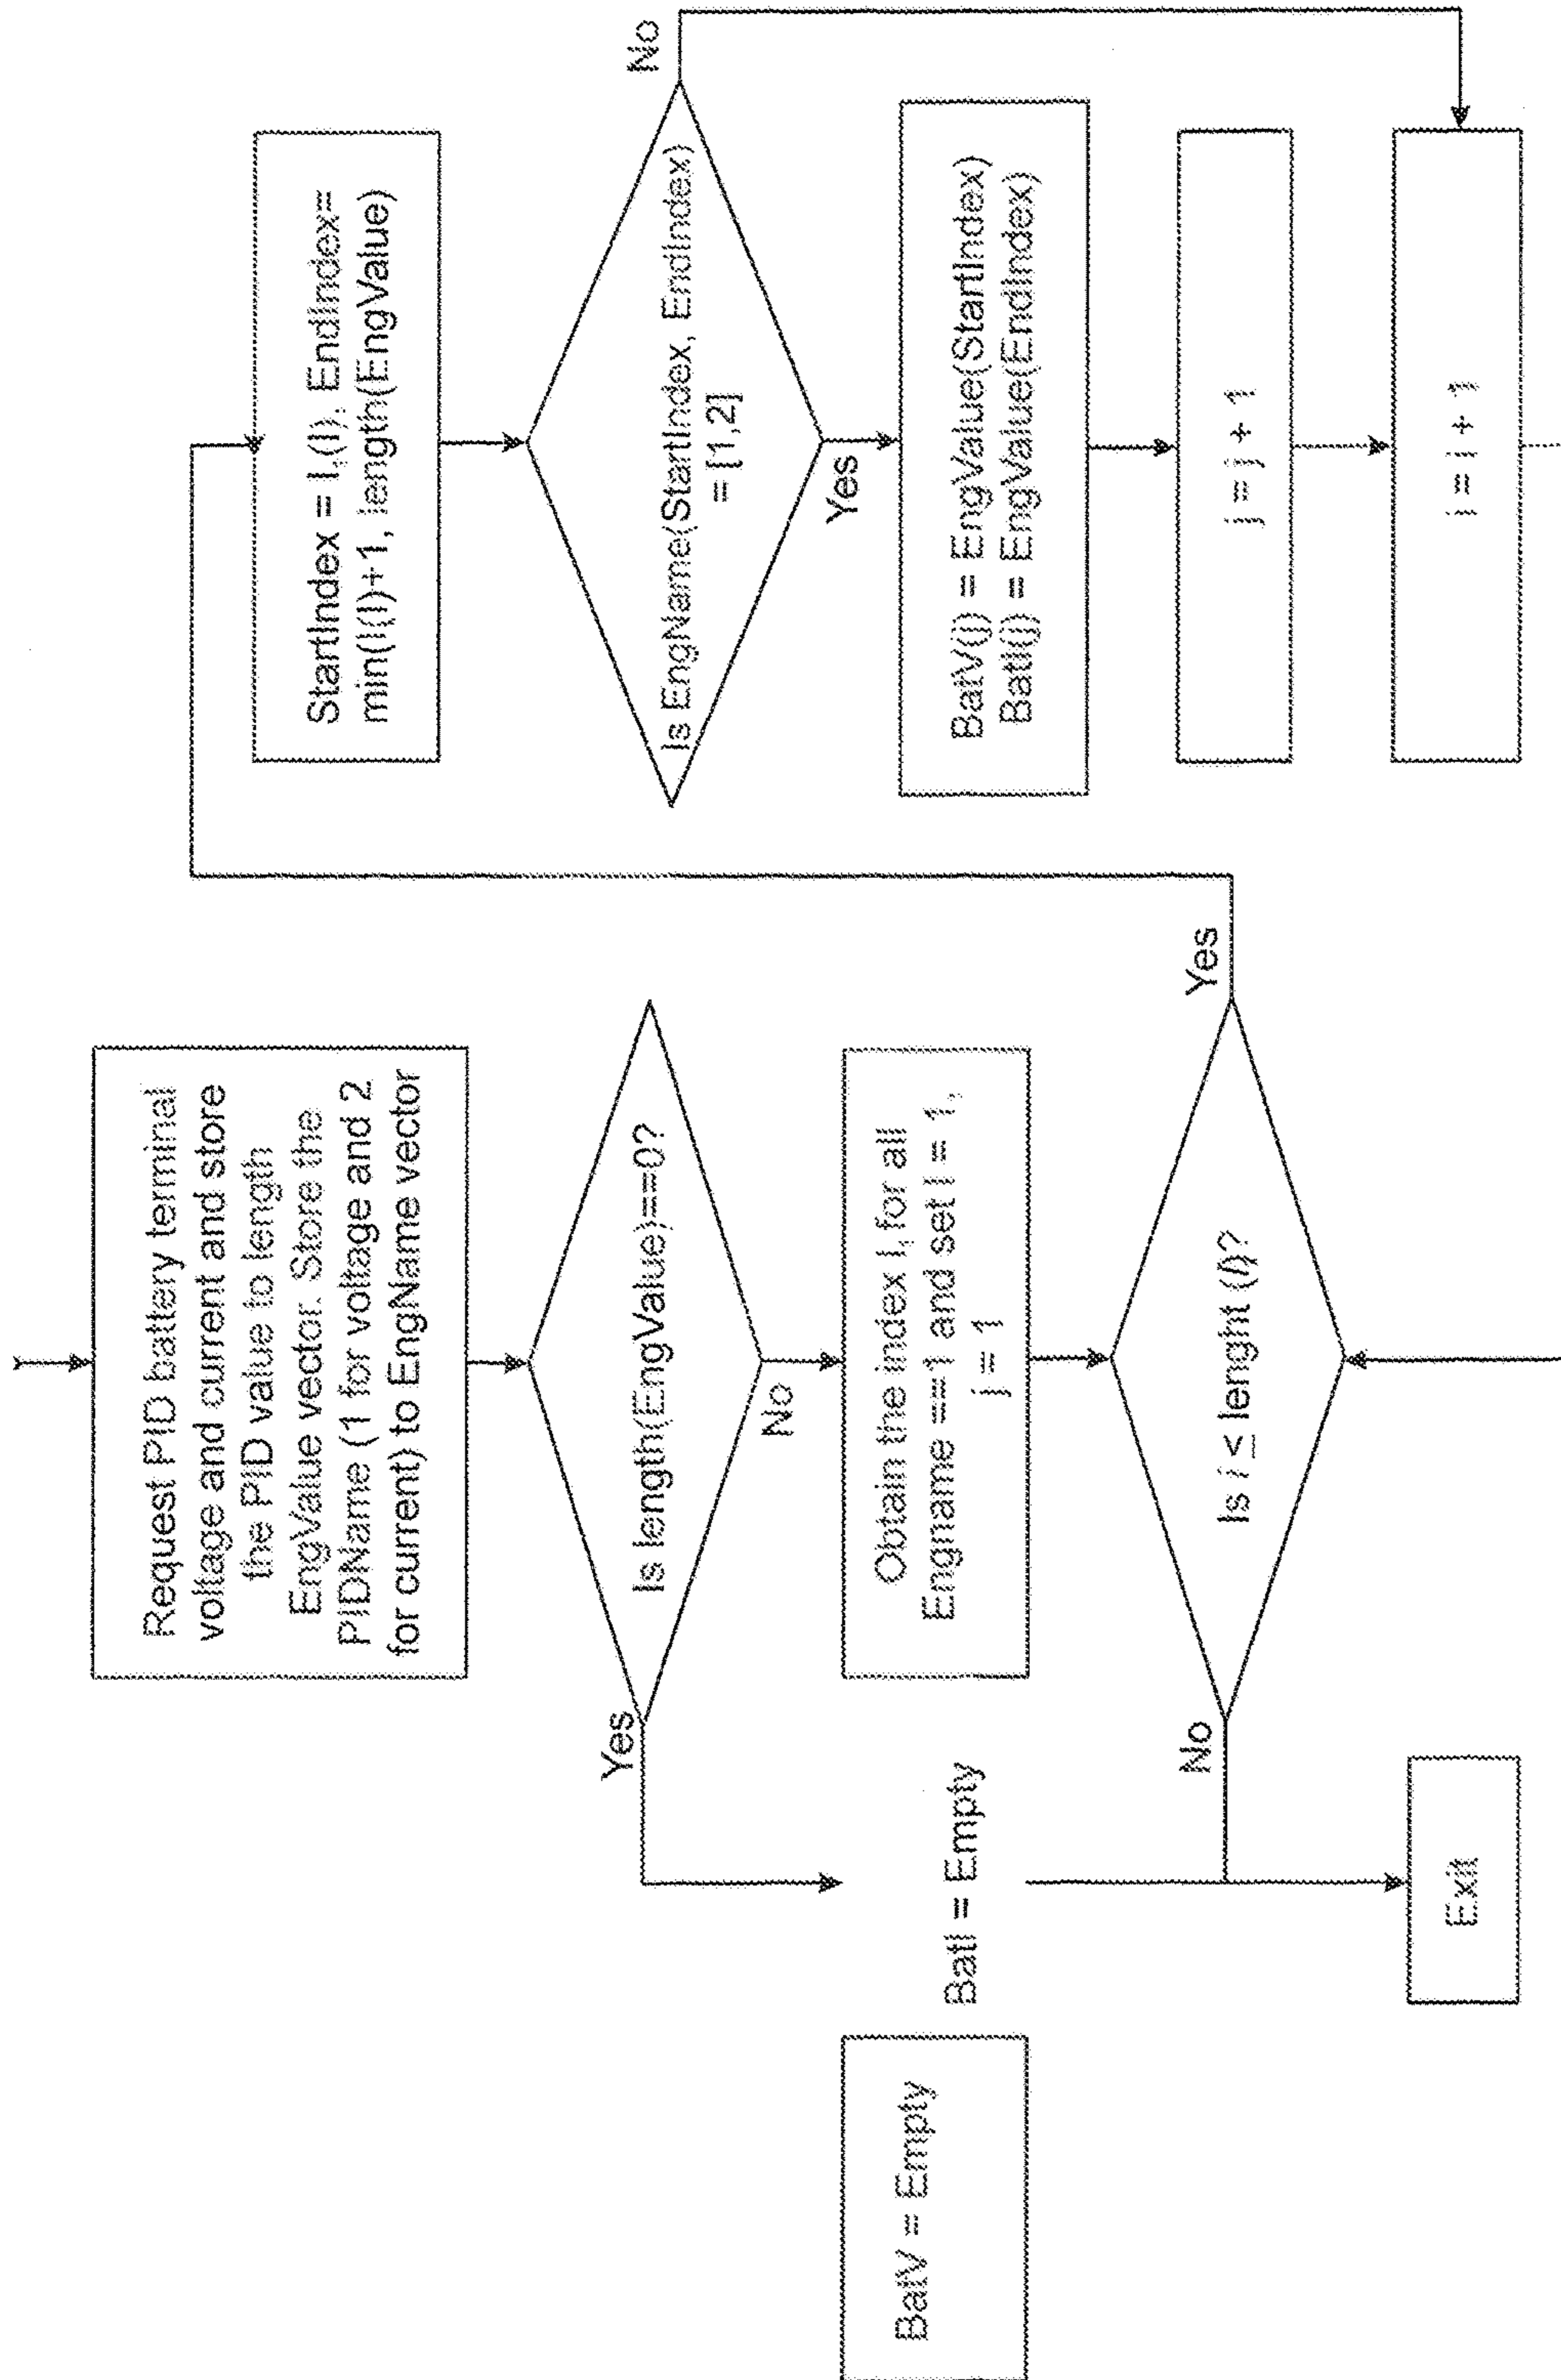 Request PID battery terminal
voltage and current and store
the PID value to length
EngValue vector. Store the
PIDName (1 for voltage and 2
for current) to EngName vector
Is length(EngValue)==0?
Yes
No
BatV = Empty
BatI = Empty
Obtain the index I, for all
Engname ==1 and set i = 1,
j = 1
Is i ≤ lenght (I)?
No
Yes
Exit
StartIndex = I,(i), EndIndex=
min(I(i)+1, length(EngValue)
Is EngName(StartIndex, EndIndex)
= [1,2]
No
Yes
BatV(j) = EngValue(StartIndex)
BatI(j) = EngValue(EndIndex)
j = j + 1
i = i + 1